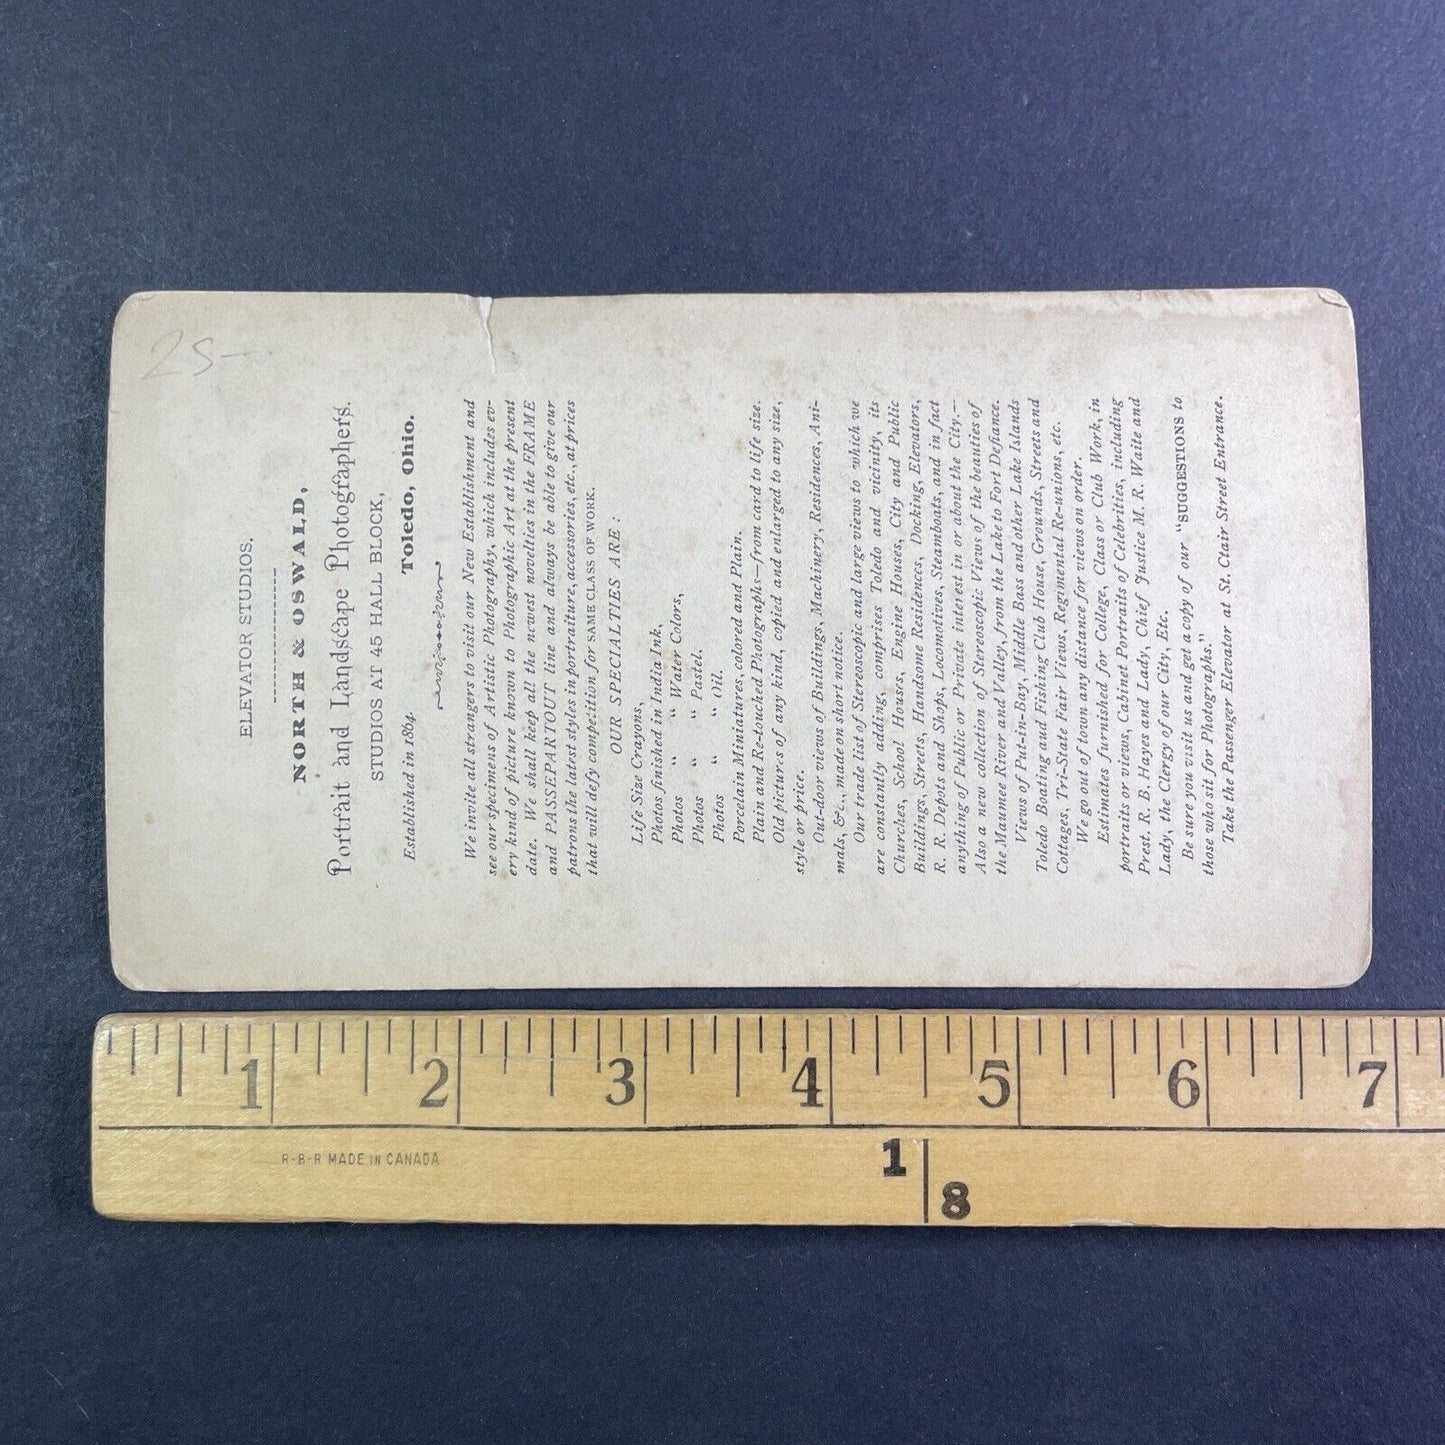 25-
ELEVATOR STUDIOS.
NORTH & OSWALD,
Portrait and Landscape Photographers.
STUDIOS AT 45 HALL BLOCK,
Established in 1864. Toledo, Ohio.
We invite all strangers to visit our New Establishment and
see our specimens of Artistic Photography, which includes ev-
ery kind of picture known to Photographic Art at the present
date. We shall keep all the newest novelties in the FRAME
and PASSEPARTOUT line and always be able to give our
patrons the latest styles in portraiture, accessories, etc., at prices
that will defy competition for SAME CLASS OF WORK.
OUR SPECIALTIES ARE:
Life Size Crayons,
Photos finished in India Ink,
Photos " " Water Colors,
Photos " " Pastel,
Photos " " Oil.
Porcelain Miniatures, colored and Plain.
Plain and Re-touched Photographs—from card to life size.
Old pictures of any kind, copied and enlarged to any size,
style or price.
Out-door views of Buildings, Machinery, Residences, Ani-
mals, &c., made on short notice.
Our trade list of Stereoscopic and large views to which we
are constantly adding, comprises Toledo and vicinity, its
Churches, School Houses, Engine Houses, City and Public
Buildings, Streets, Handsome Residences, Docking, Elevators,
R. R. Depots and Shops, Locomotives, Steamboats, and in fact
anything of Public or Private interest in or about the City.—
Also a new collection of Stereoscopic Views of the beauties of
the Maumee River and Valley, from the Lake to Fort Defiance.
Views of Put-in-Bay, Middle Bass and other Lake Islands
Toledo Boating and Fishing Club House, Grounds, Streets and
Cottages, Tri-State Fair Views, Regimental Re-unions, etc.
We go out of town any distance for views on order.
Estimates furnished for College, Class or Club Work, in
portraits or views, Cabinet Portraits of Celebrities, including
Prest. R. B. Hayes and Lady, Chief Justice M. R. Waite and
Lady, the Clergy of our City, Etc.
Be sure you visit us and get a copy of our "SUGGESTIONS to
those who sit for Photographs."
Take the Passenger Elevator at St. Clair Street Entrance.
1 2 3 4 5 6 7
R-B-R MADE IN CANADA
1
8